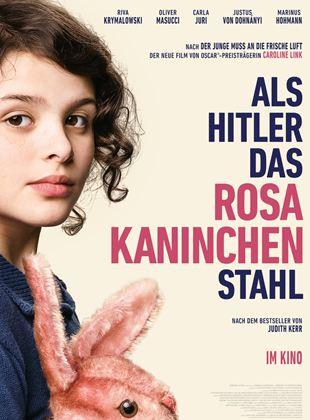 RIVA KRYMALOWSKI
OLIVER MASUCCI
CARLA JURI
JUSTUS VON DOHNANYI
MARINUS HOHMANN
NACH DER JUNGE MUSS AN DIE FRISCHE LUFT
DER NEUE FILM VON OSCAR®-PREISTRÄGERIN CAROLINE LINK
ALS
HITLER
DAS
ROSA
KANINCHEN
STAHL
NACH DEM BESTSELLER VON
JUDITH KERR
IM KINO